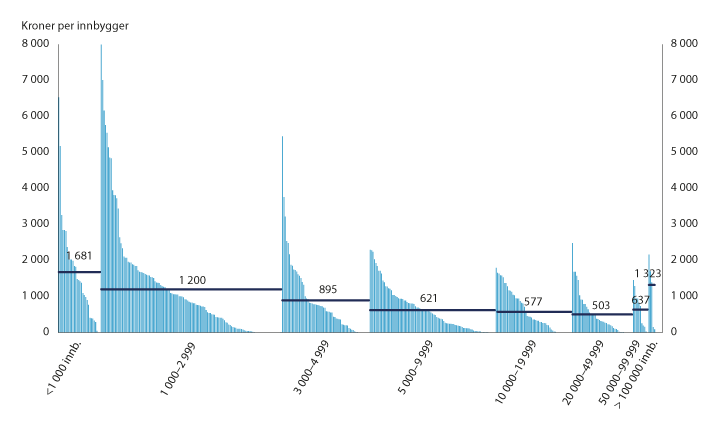 Kroner per innbygger
8 000 8 000
7 000 7 000
6 000 6 000
5 000 5 000
4 000 4 000
3 000 3 000
2 000 2 000
1 000 1 000
0 0
1 681
1 200
895
621
577
503
637
1 323
<1 000 innb.
1 000–2 999
3 000–4 999
5 000–9 999
10 000–19 999
20 000–49 999
50 000–99 999
> 100 000 innb.